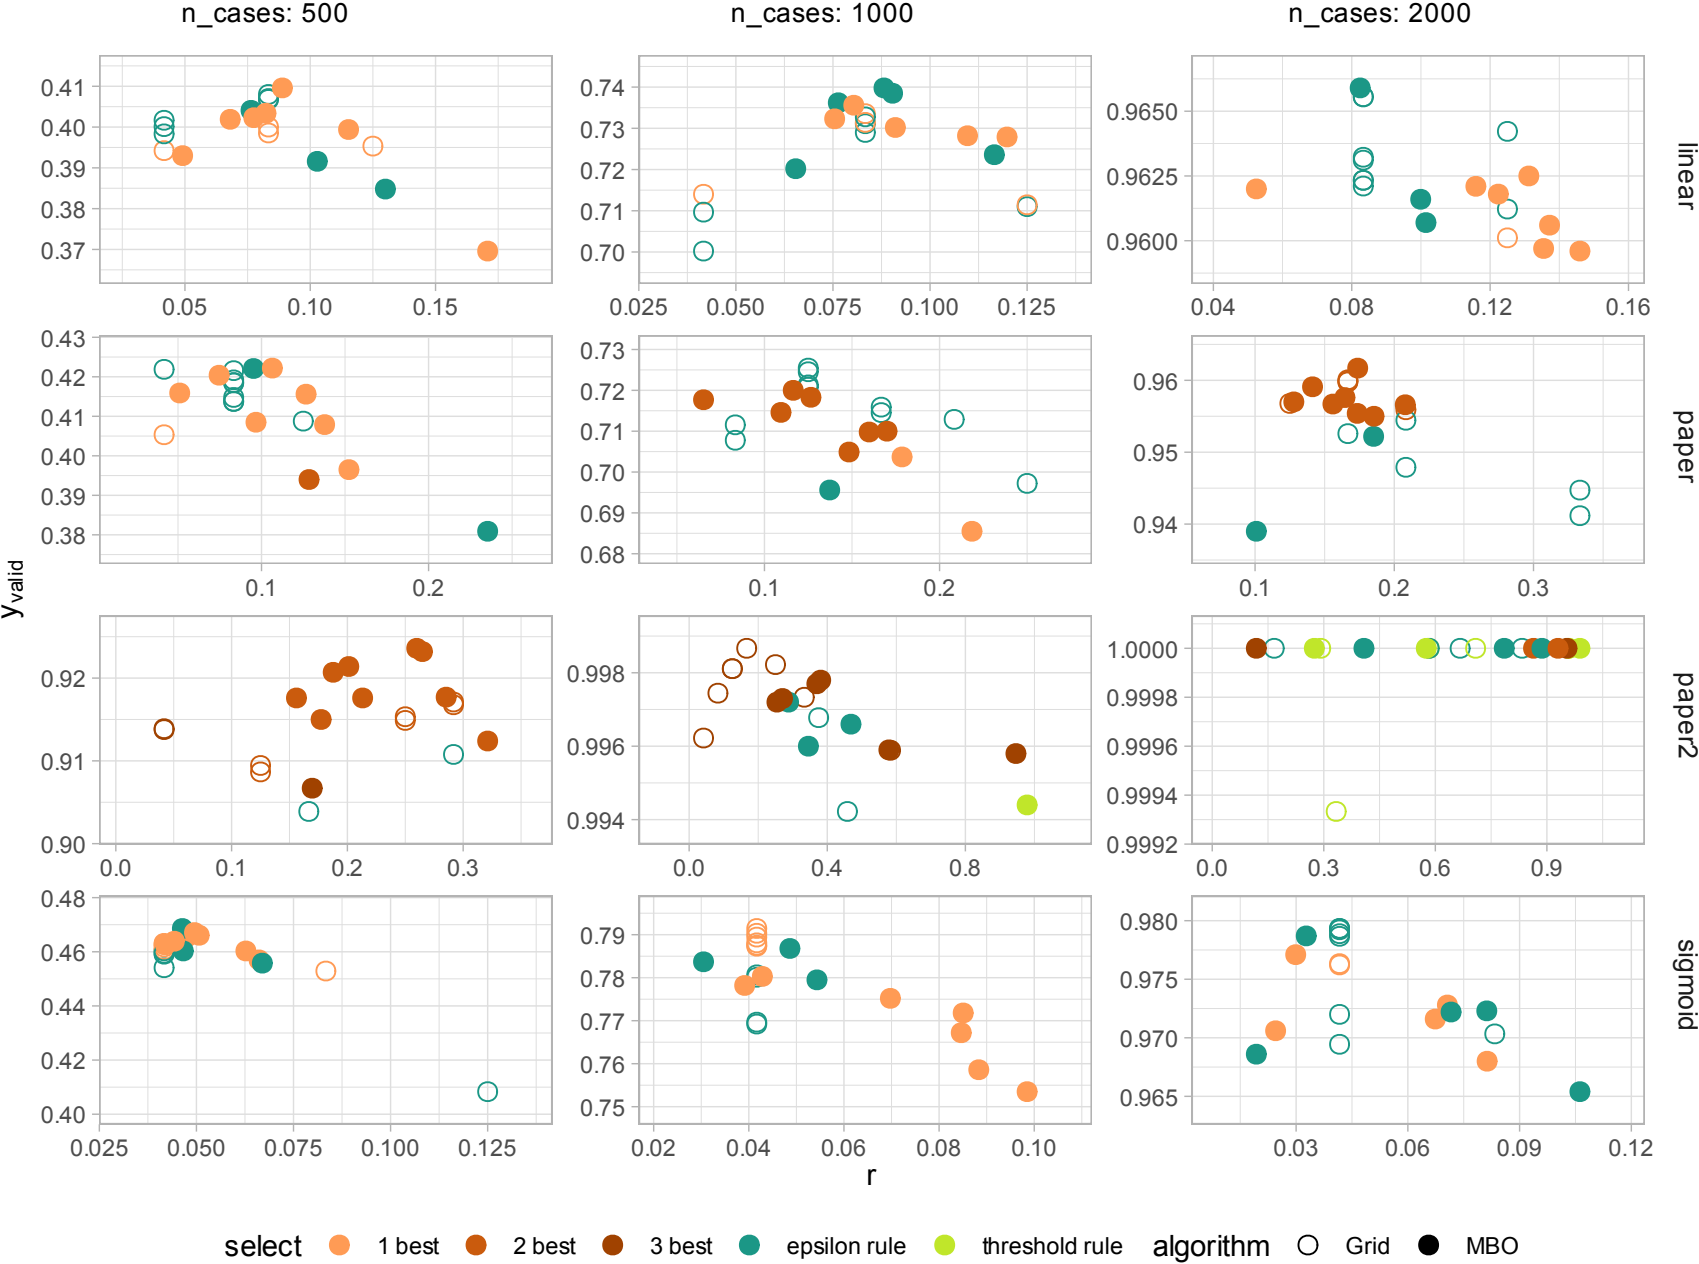 n_cases: 500 n_cases: 1000 n_cases: 2000
0.41 0.40 0.39 0.38 0.37
0.05 0.10 0.15
0.74 0.73 0.72 0.71 0.70
0.025 0.050 0.075 0.100 0.125
0.9650 0.9625 0.9600
0.04 0.08 0.12 0.16
linear
0.43 0.42 0.41 0.40 0.39 0.38
0.1 0.2
0.73 0.72 0.71 0.70 0.69 0.68
0.1 0.2
0.96 0.95 0.94
0.1 0.2 0.3
paper
yvalid
0.92 0.91 0.90
0.0 0.1 0.2 0.3
0.998 0.996 0.994
0.0 0.4 0.8
1.0000 0.9998 0.9996 0.9994 0.9992
0.0 0.3 0.6 0.9
paper2
0.48 0.46 0.44 0.42 0.40
0.025 0.050 0.075 0.100 0.125
0.79 0.78 0.77 0.76 0.75
0.02 0.04 0.06 0.08 0.10
0.980 0.975 0.970 0.965
0.03 0.06 0.09 0.12
sigmoid
r
select 1 best 2 best 3 best epsilon rule threshold rule algorithm Grid MBO